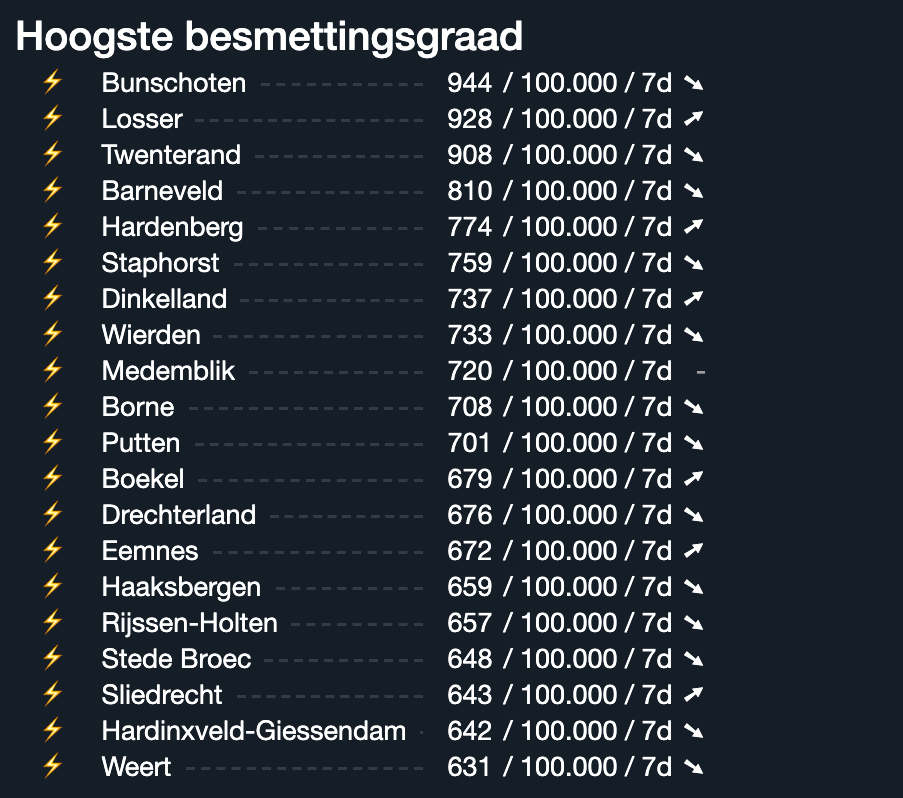 Hoogste besmettingsgraad
⚡ Bunschoten 944 / 100.000 / 7d ➘
⚡ Losser 928 / 100.000 / 7d ➚
⚡ Twenterand 908 / 100.000 / 7d ➘
⚡ Barneveld 810 / 100.000 / 7d ➘
⚡ Hardenberg 774 / 100.000 / 7d ➚
⚡ Staphorst 759 / 100.000 / 7d ➘
⚡ Dinkelland 737 / 100.000 / 7d ➚
⚡ Wierden 733 / 100.000 / 7d ➘
⚡ Medemblik 720 / 100.000 / 7d -
⚡ Borne 708 / 100.000 / 7d ➘
⚡ Putten 701 / 100.000 / 7d ➘
⚡ Boekel 679 / 100.000 / 7d ➚
⚡ Drechterland 676 / 100.000 / 7d ➘
⚡ Eemnes 672 / 100.000 / 7d ➚
⚡ Haaksbergen 659 / 100.000 / 7d ➘
⚡ Rijssen-Holten 657 / 100.000 / 7d ➘
⚡ Stede Broec 648 / 100.000 / 7d ➘
⚡ Sliedrecht 643 / 100.000 / 7d ➚
⚡ Hardinxveld-Giessendam 642 / 100.000 / 7d ➘
⚡ Weert 631 / 100.000 / 7d ➘